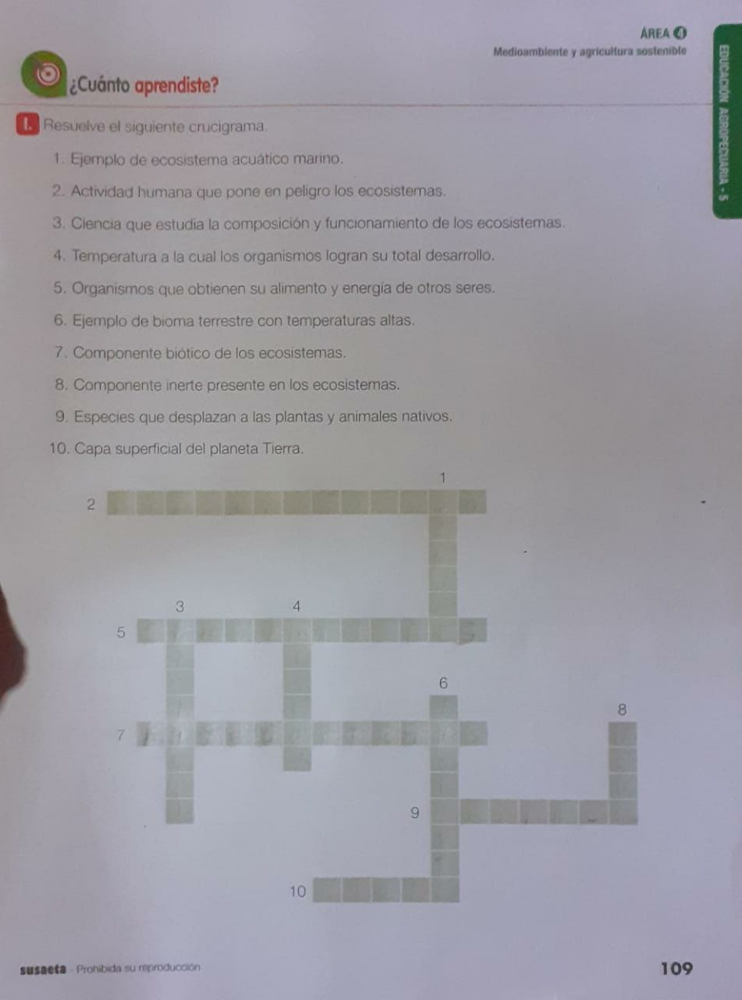 ÁREA 4
Medioambiente y agricultura sostenible
EDUCACIÓN AGROPECUARIA - 5
¿Cuánto aprendiste?
I. Resuelve el siguiente crucigrama.
1. Ejemplo de ecosistema acuático marino.
2. Actividad humana que pone en peligro los ecosistemas.
3. Ciencia que estudia la composición y funcionamiento de los ecosistemas.
4. Temperatura a la cual los organismos logran su total desarrollo.
5. Organismos que obtienen su alimento y energía de otros seres.
6. Ejemplo de bioma terrestre con temperaturas altas.
7. Componente biótico de los ecosistemas.
8. Componente inerte presente en los ecosistemas.
9. Especies que desplazan a las plantas y animales nativos.
10. Capa superficial del planeta Tierra.
1
2
3
4
5
6
8
7
9
10
susaeta - Prohibida su reproducción
109